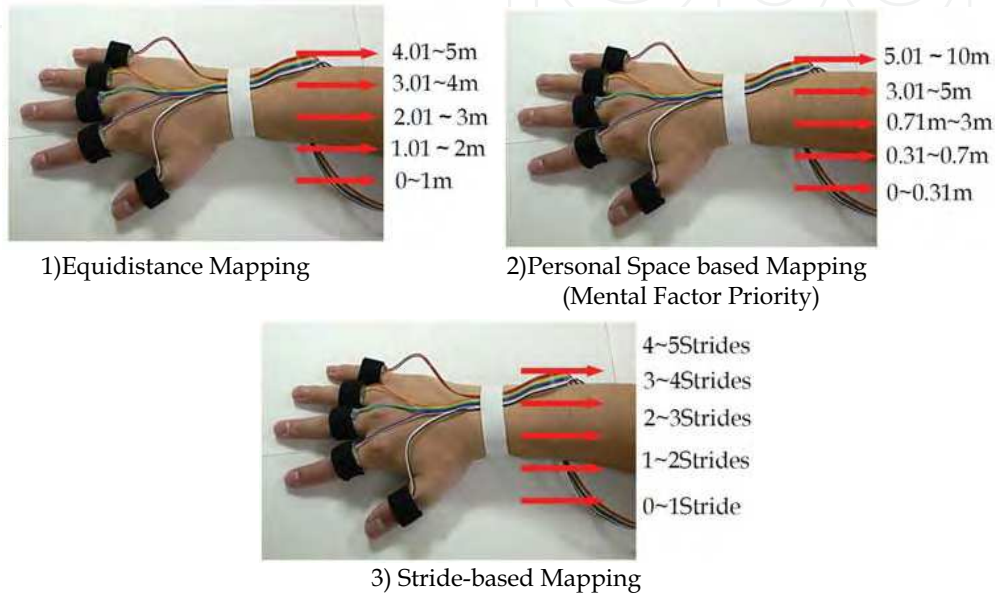 4.01~5m
3.01~4m
2.01 ~ 3m
1.01 ~ 2m
0~1m
1)Equidistance Mapping
5.01 ~ 10m
3.01~5m
0.71m~3m
0.31~0.7m
0~0.31m
2)Personal Space based Mapping
(Mental Factor Priority)
4~5Strides
3~4Strides
2~3Strides
1~2Strides
0~1Stride
3) Stride-based Mapping